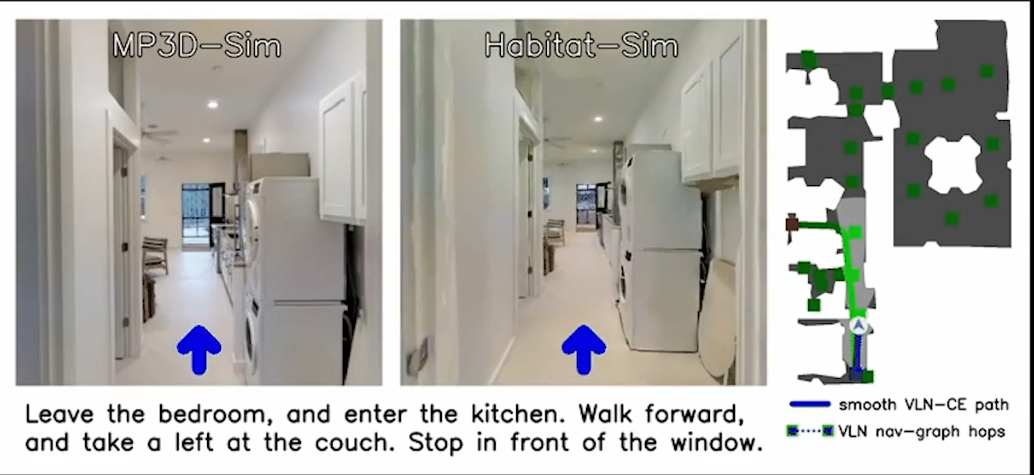 MP3D-Sim
Habitat-Sim
Leave the bedroom, and enter the kitchen. Walk forward,
and take a left at the couch. Stop in front of the window.
smooth VLN-CE path
VLN nav-graph hops